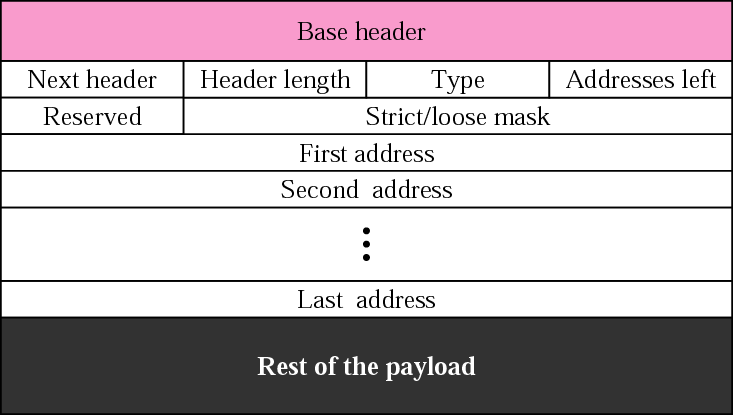 Base header
Next header Header length Type Addresses left
Reserved Strict/loose mask
First address
Second address
Last address
Rest of the payload